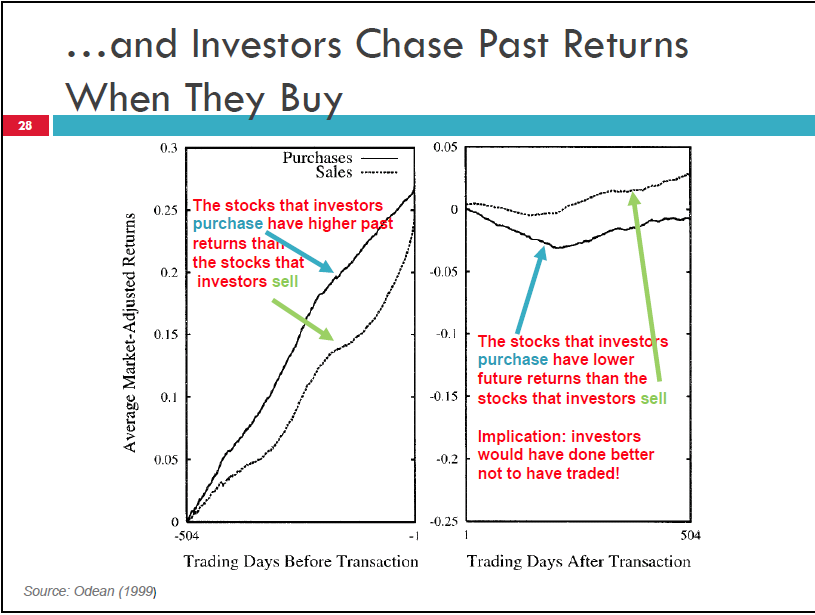 …and Investors Chase Past Returns
When They Buy
28
Average Market-Adjusted Returns
0.3
0.25
0.2
0.15
0.1
0.05
0
-504
-1
Trading Days Before Transaction
Purchases
Sales
The stocks that investors
purchase have higher past
returns than
the stocks that
investors sell
0.05
0
-0.05
-0.1
-0.15
-0.2
-0.25
1
504
Trading Days After Transaction
The stocks that investors
purchase have lower
future returns than the
stocks that investors sell
Implication: investors
would have done better
not to have traded!
Source: Odean (1999)